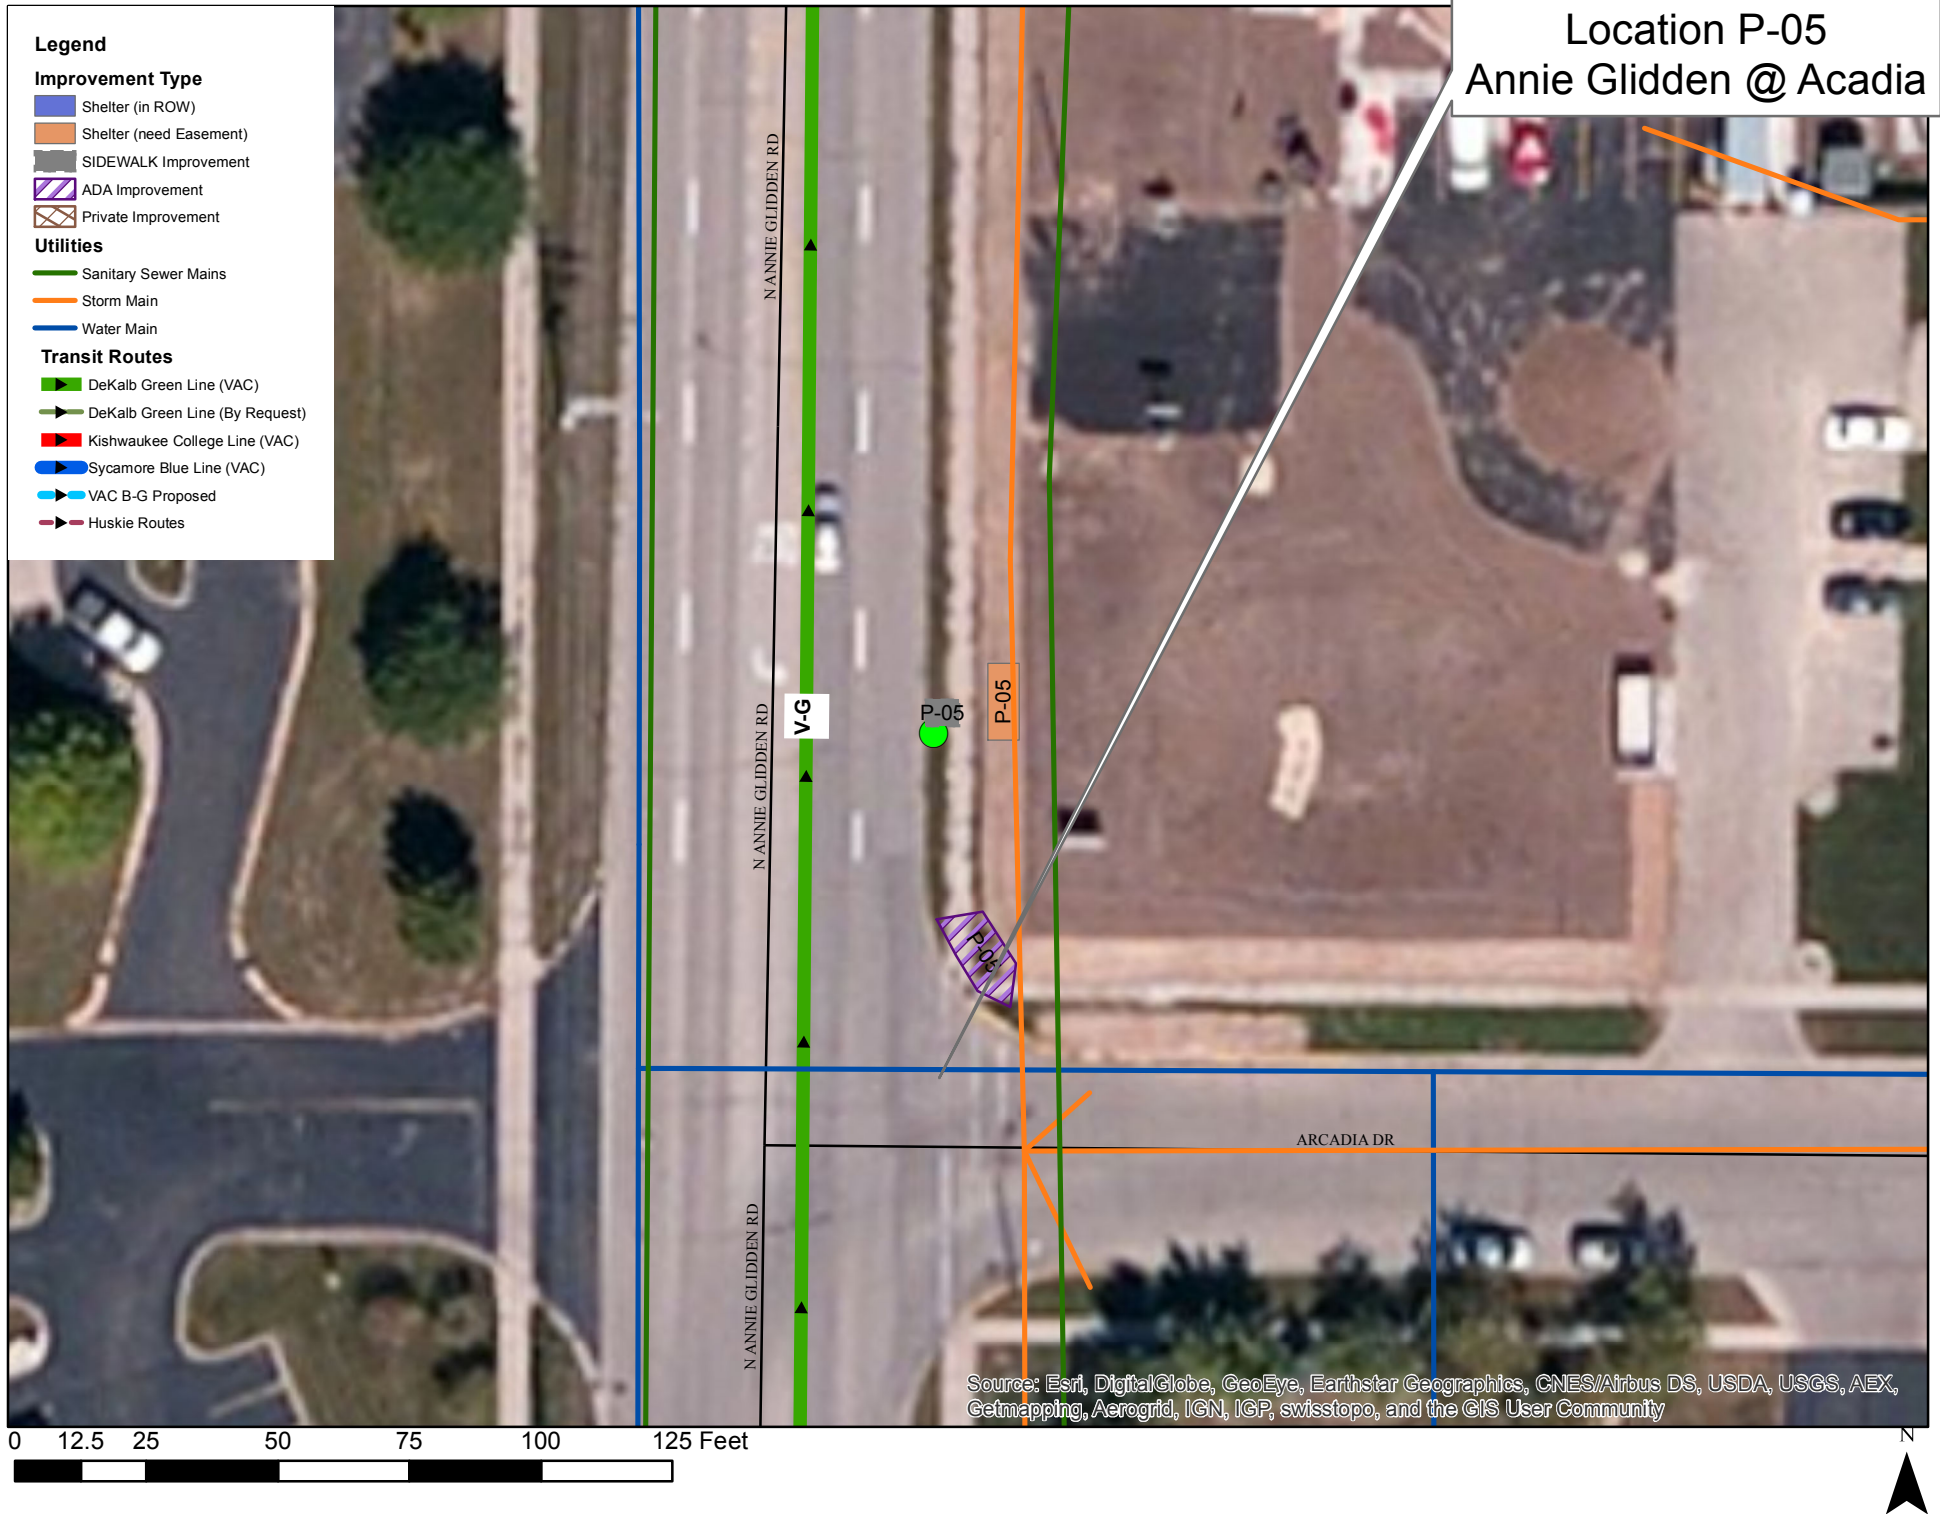 Legend
Improvement Type
Shelter (in ROW)
Shelter (need Easement)
SIDEWALK Improvement
ADA Improvement
Private Improvement
Utilities
Sanitary Sewer Mains
Storm Main
Water Main
Transit Routes
DeKalb Green Line (VAC)
DeKalb Green Line (By Request)
Kishwaukee College Line (VAC)
Sycamore Blue Line (VAC)
VAC B-G Proposed
Huskie Routes
Location P-05
Annie Glidden @ Acadia
N ANNIE GLIDDEN RD
N ANNIE GLIDDEN RD
V-G
P-05
P-05
P-05
ARCADIA DR
N ANNIE GLIDDEN RD
Source: Esri, DigitalGlobe, GeoEye, Earthstar Geographics, CNES/Airbus DS, USDA, USGS, AEX,
Getmapping, Aerogrid, IGN, IGP, swisstopo, and the GIS User Community
0 12.5 25 50 75 100 125 Feet
N